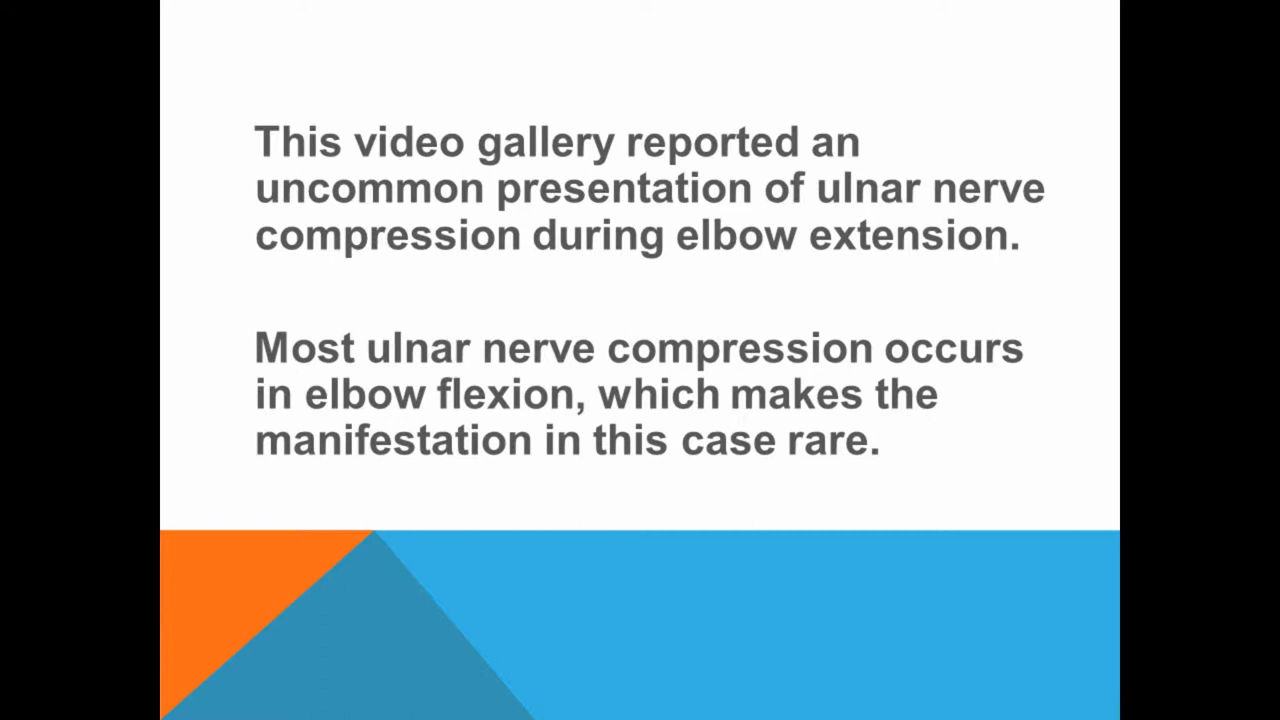 This video gallery reported an
uncommon presentation of ulnar nerve
compression during elbow extension.
Most ulnar nerve compression occurs
in elbow flexion, which makes the
manifestation in this case rare.